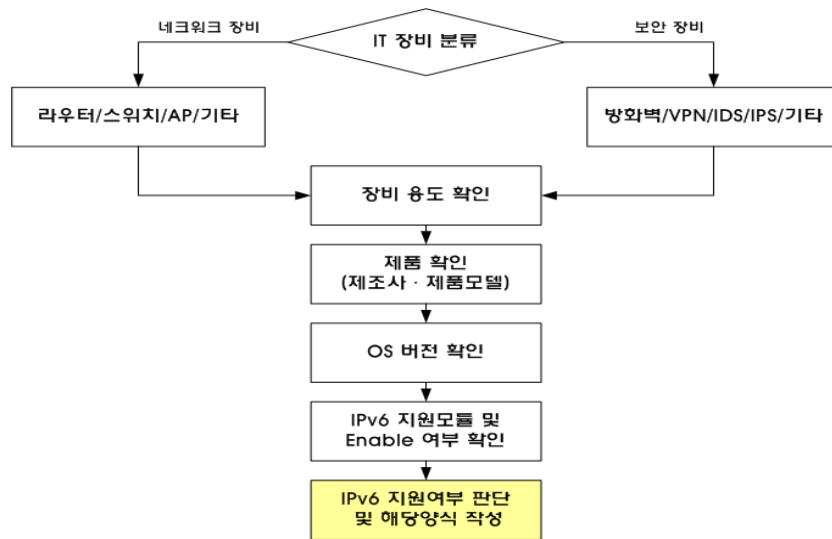 네크워크 장비
IT 장비 분류
보안 장비
라우터/스위치/AP/기타
방화벽/VPN/IDS/IPS/기타
장비 용도 확인
제품 확인
(제조사 · 제품모델)
OS 버전 확인
IPv6 지원모듈 및
Enable 여부 확인
IPv6 지원여부 판단
및 해당양식 작성